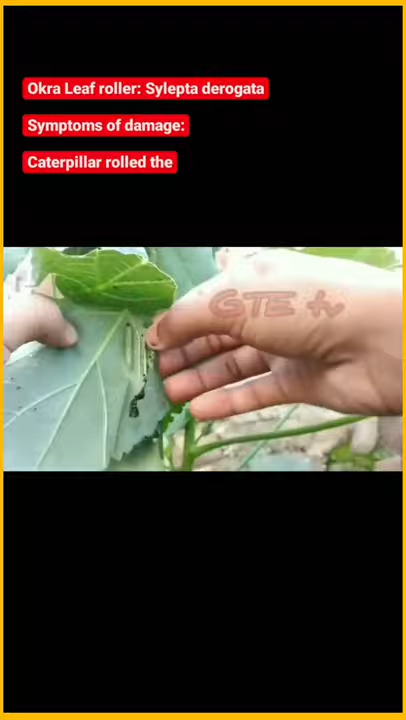 Okra Leaf roller: Sylepta derogata
Symptoms of damage:
Caterpillar rolled the
GTE tv